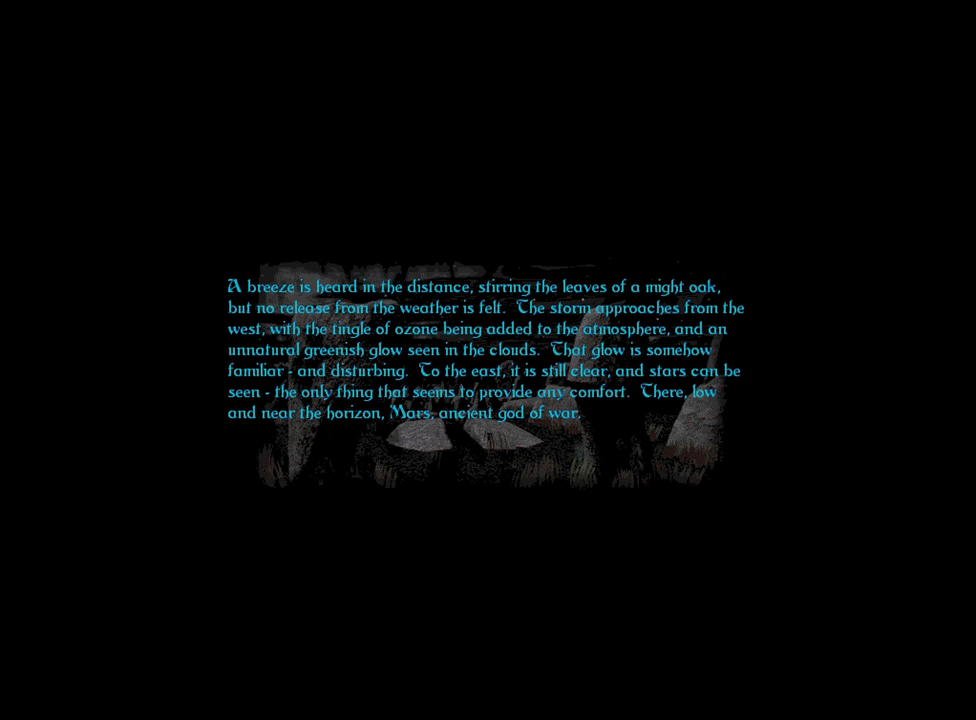 A breeze is heard in the distance, stirring the leaves of a might oak,
but no release from the weather is felt.  The storm approaches from the
west, with the tingle of ozone being added to the atmosphere, and an
unnatural greenish glow seen in the clouds.  That glow is somehow
familiar - and disturbing.  To the east, it is still clear, and stars can be
seen - the only thing that seems to provide any comfort.  There, low
and near the horizon, Mars, ancient god of war.